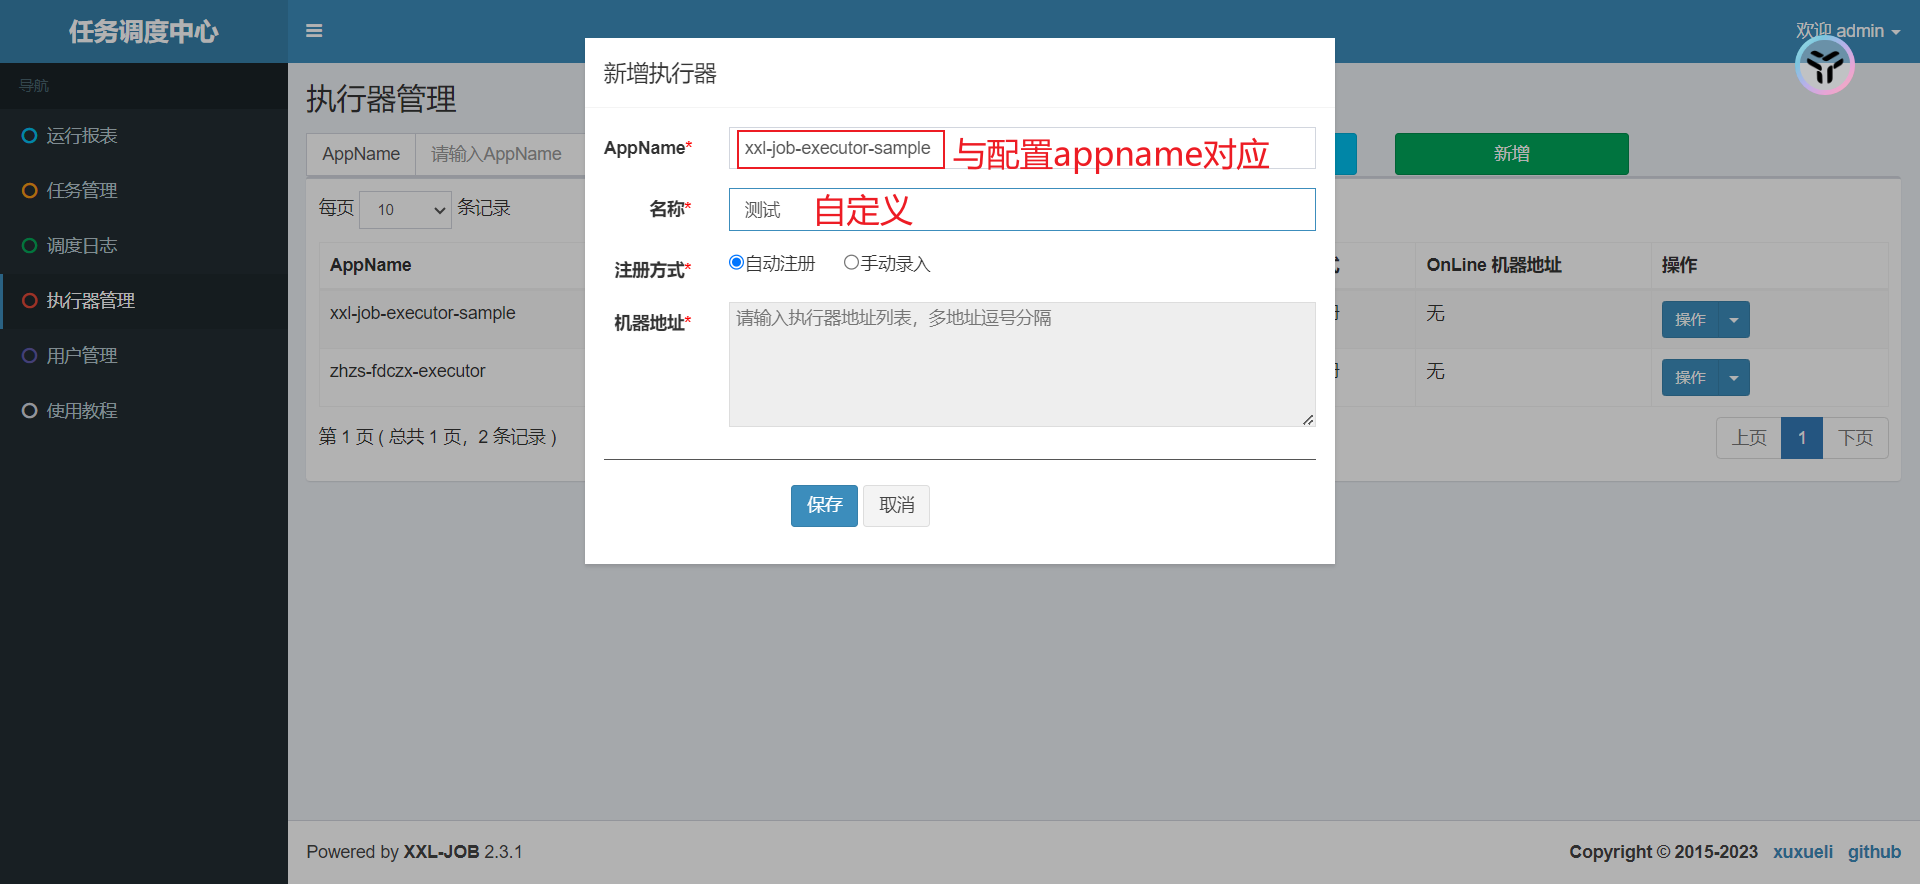 任务调度中心
欢迎 admin
导航
运行报表
任务管理
调度日志
执行器管理
用户管理
使用教程
执行器管理
AppName 请输入AppName
新增
每页 10 条记录
AppName
OnLine 机器地址 操作
xxl-job-executor-sample
册 无 操作
zhzs-fdczx-executor
册 无 操作
第 1 页 ( 总共 1 页，2 条记录 )
上页 1 下页
新增执行器
AppName* xxl-job-executor-sample 与配置appname对应
名称* 测试 自定义
注册方式* 自动注册 手动录入
机器地址* 请输入执行器地址列表，多地址逗号分隔
保存 取消
Powered by XXL-JOB 2.3.1
Copyright © 2015-2023 xuxueli github